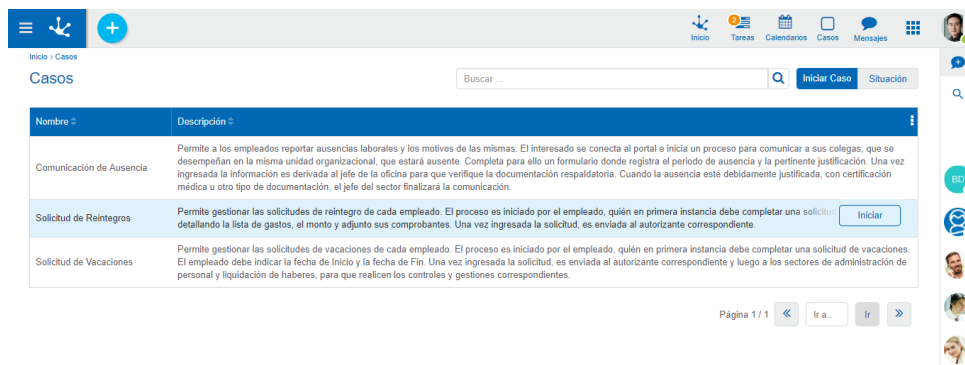 2
Inicio
Tareas
Calendarios
Casos
Mensajes
Inicio > Casos
Casos
Buscar ...
Iniciar Caso
Situación
Nombre
Descripción
Comunicación de Ausencia
Permite a los empleados reportar ausencias laborales y los motivos de las mismas. El interesado se conecta al portal e inicia un proceso para comunicar a sus colegas, que se
desempeñan en la misma unidad organizacional, que estará ausente. Completa para ello un formulario donde registra el periodo de ausencia y la pertinente justificación. Una vez
ingresada la información es derivada al jefe de la oficina para que verifique la documentación respaldatoria. Cuando la ausencia esté debidamente justificada, con certificación
médica u otro tipo de documentación, el jefe del sector finalizará la comunicación.
Solicitud de Reintegros
Permite gestionar las solicitudes de reintegro de cada empleado. El proceso es iniciado por el empleado, quién en primera instancia debe completar una solicitu
detallando la lista de gastos, el monto y adjunto sus comprobantes. Una vez ingresada la solicitud, es enviada al autorizante correspondiente.
Iniciar
Solicitud de Vacaciones
Permite gestionar las solicitudes de vacaciones de cada empleado. El proceso es iniciado por el empleado, quién en primera instancia debe completar una solicitud de vacaciones.
El empleado debe indicar la fecha de Inicio y la fecha de Fin. Una vez ingresada la solicitud, es enviada al autorizante correspondiente y luego a los sectores de administración de
personal y liquidación de haberes, para que realicen los controles y gestiones correspondientes.
Página 1 / 1
Ir a..
Ir
BD